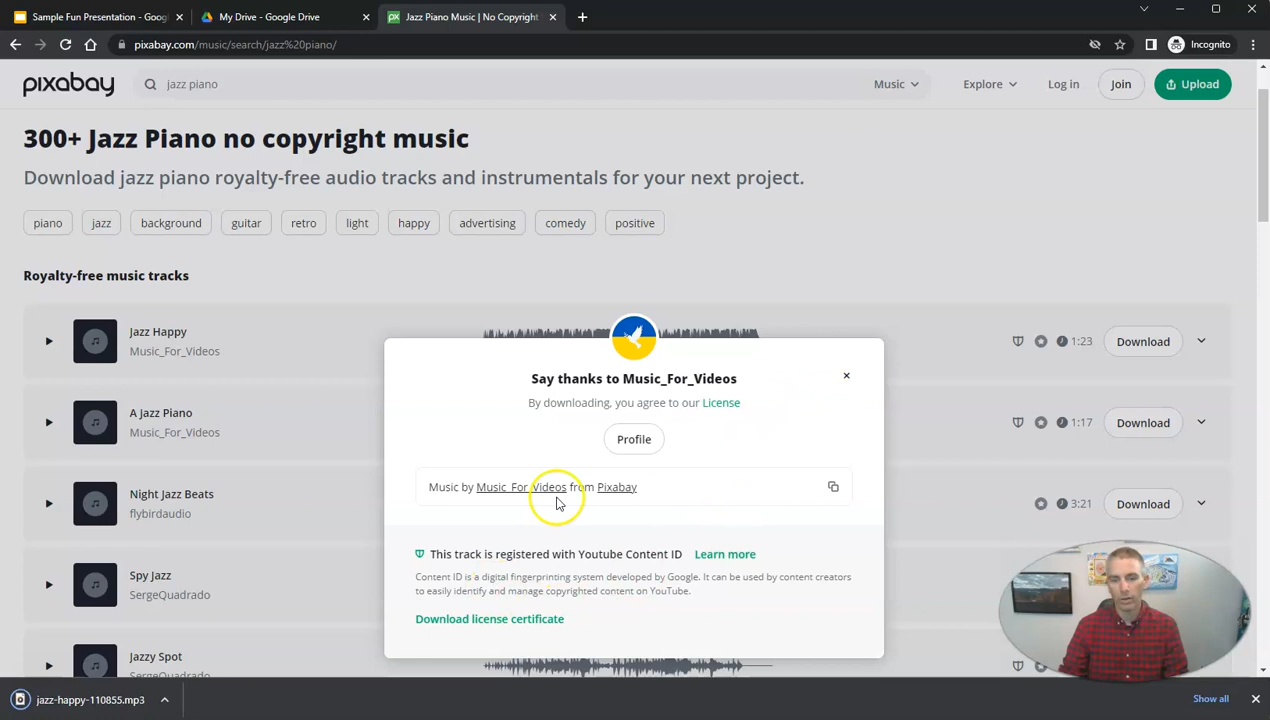 Sample Fun Presentation - Goog
My Drive - Google Drive
Jazz Piano Music | No Copyright
pixabay.com/music/search/jazz%20piano/
Incognito
pixabay
jazz piano
Music
Explore
Log in
Join
Upload
300+ Jazz Piano no copyright music
Download jazz piano royalty-free audio tracks and instrumentals for your next project.
piano
jazz
background
guitar
retro
light
happy
advertising
comedy
positive
Royalty-free music tracks
Jazz Happy
Music_For_Videos
1:23
Download
A Jazz Piano
Music_For_Videos
1:17
Download
Night Jazz Beats
flybirdaudio
3:21
Download
Spy Jazz
SergeQuadrado
Jazzy Spot
SergeQuadrado
Say thanks to Music_For_Videos
By downloading, you agree to our License
Profile
Music by Music_For_Videos from Pixabay
This track is registered with Youtube Content ID Learn more
Content ID is a digital fingerprinting system developed by Google. It can be used by content creators
to easily identify and manage copyrighted content on YouTube.
Download license certificate
jazz-happy-110855.mp3
Show all